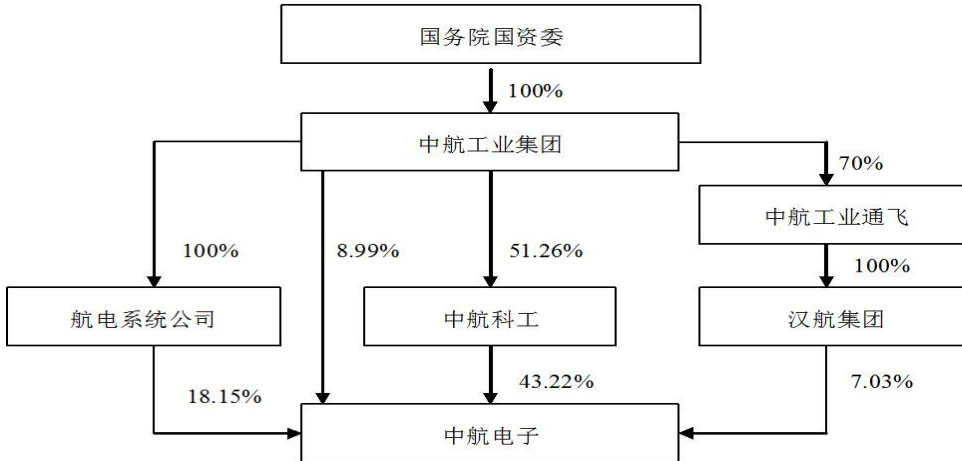 国务院国资委
100%
中航工业集团
70%
中航工业通飞
100%
8.99%
51.26%
100%
航电系统公司
中航科工
汉航集团
18.15%
43.22%
7.03%
中航电子